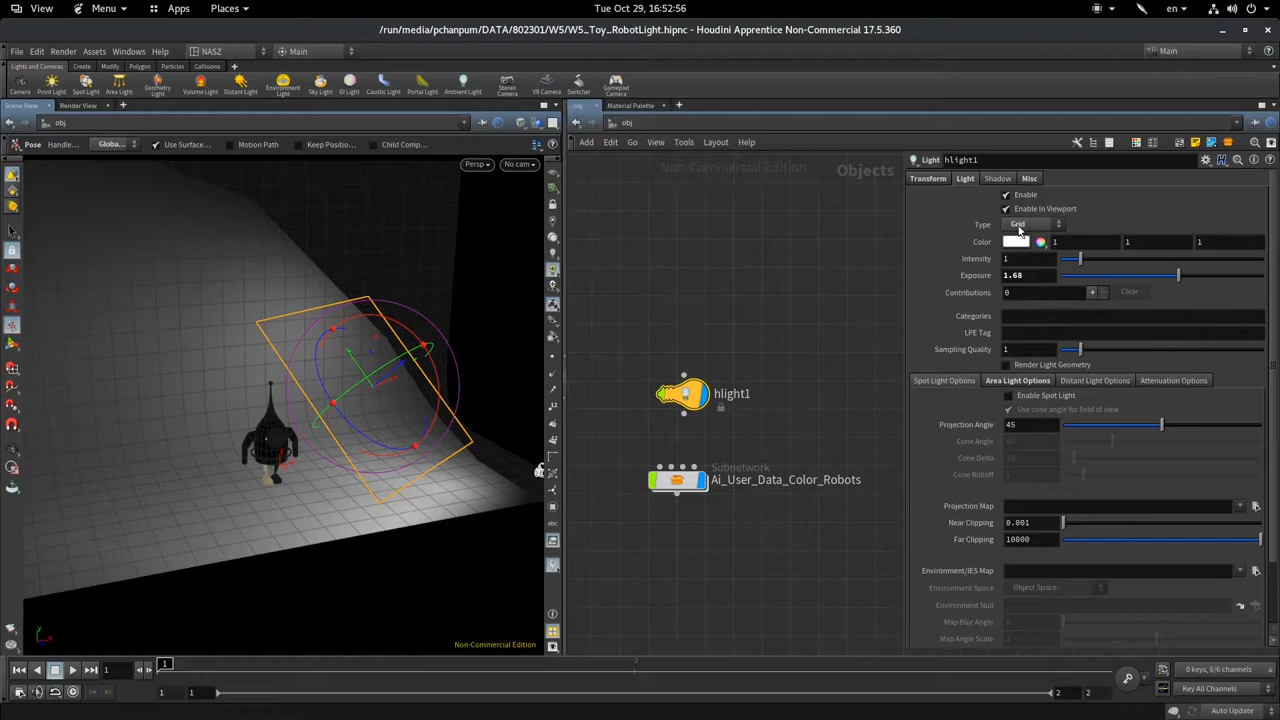 View
Menu
Apps
Places
Tue Oct 29, 16:52:56
en
/run/media/pchanpum/DATA/802301/W5/W5_Toy_RobotLight.hipnc - Houdini Apprentice Non-Commercial 17.5.360
File Edit Render Assets Windows Help
NASZ
Main
Main
Lights and Cameras
Create
Modify
Polygon
Particles
Collisions
Camera
Point Light
Spot Light
Area Light
Geometry Light
Volume Light
Distant Light
Environment Light
Sky Light
GI Light
Caustic Light
Portal Light
Ambient Light
Stereo Camera
VR Camera
Switcher
Gamepad Camera
Scene View
Render View
/obj
Material Palette
obj
obj
Pose
Handle...
Globa...
Use Surface...
Motion Path
Keep Positio...
Child Comp...
Add Edit Go View Tools Layout Help
Persp
No cam
Non-Commercial Edition
Objects
hlight1
Subnetwork
Ai_User_Data_Color_Robots
Non-Commercial Edition
Light hlight1
Transform
Light
Shadow
Misc
Enable
Enable In Viewport
Type Grid
Color 1 1 1
Intensity 1
Exposure 1.68
Contributions 0 Clear
Categories
LPE Tag
Sampling Quality 1
Render Light Geometry
Spot Light Options
Area Light Options
Distant Light Options
Attenuation Options
Enable Spot Light
Use cone angle for field of view
Projection Angle 45
Cone Angle 45
Cone Delta 10
Cone Rolloff 1
Projection Map
Near Clipping 0.001
Far Clipping 10000
Environment/IES Map
Environment Space Object Space
Environment Null
Map Blur Angle 0
Map Angle Scale 1
1
1
2
0 keys, 6/6 channels
1
1
2
2
Key All Channels
Auto Update